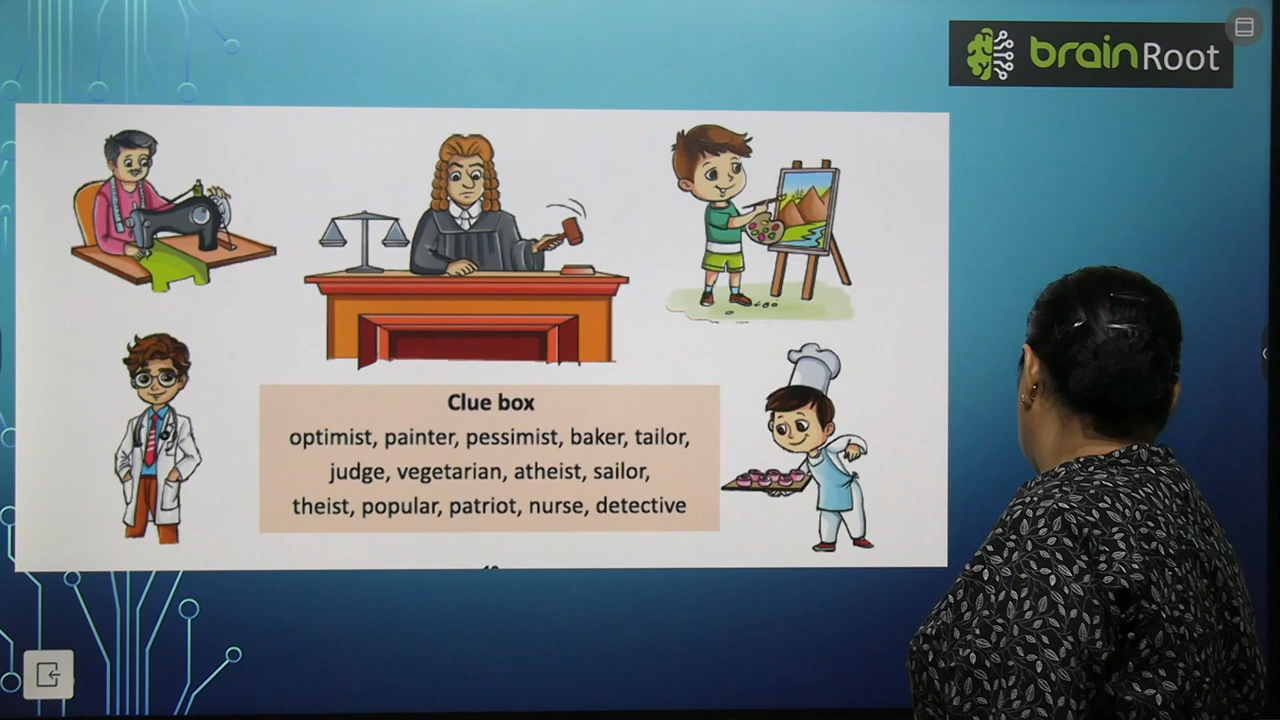 brainRoot
Clue box
optimist, painter, pessimist, baker, tailor,
judge, vegetarian, atheist, sailor,
theist, popular, patriot, nurse, detective